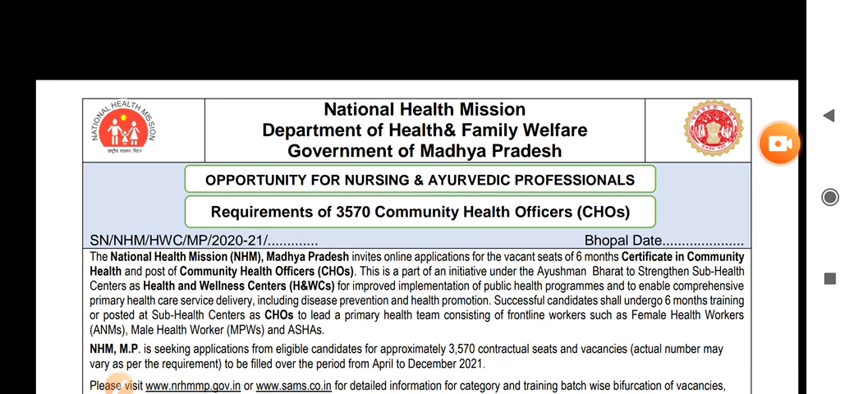 NATIONAL HEALTH MISSION
National Health Mission
Department of Health& Family Welfare
Government of Madhya Pradesh
OPPORTUNITY FOR NURSING & AYURVEDIC PROFESSIONALS
Requirements of 3570 Community Health Officers (CHOs)
SN/NHM/HWC/MP/2020-21/............. Bhopal Date.....................
The National Health Mission (NHM), Madhya Pradesh invites online applications for the vacant seats of 6 months Certificate in Community
Health and post of Community Health Officers (CHOs). This is a part of an initiative under the Ayushman Bharat to Strengthen Sub-Health
Centers as Health and Wellness Centers (H&WCs) for improved implementation of public health programmes and to enable comprehensive
primary health care service delivery, including disease prevention and health promotion. Successful candidates shall undergo 6 months training
or posted at Sub-Health Centers as CHOs to lead a primary health team consisting of frontline workers such as Female Health Workers
(ANMs), Male Health Worker (MPWs) and ASHAs.
NHM, M.P. is seeking applications from eligible candidates for approximately 3,570 contractual seats and vacancies (actual number may
vary as per the requirement) to be filled over the period from April to December 2021.
Please visit www.nrhmmp.gov.in or www.sams.co.in for detailed information for category and training batch wise bifurcation of vacancies,